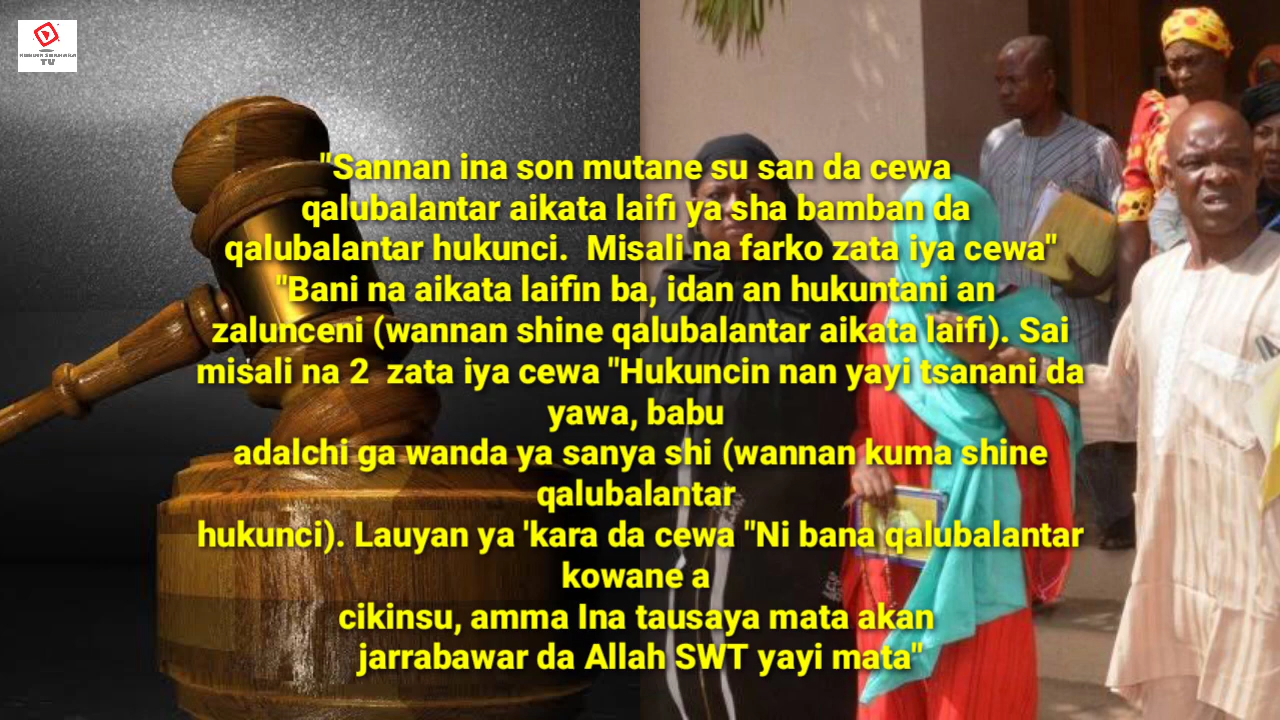 TV
"Sannan ina son mutane su san da cewa
qalubalantar aikata laifi ya sha bamban da
qalubalantar hukunci.  Misali na farko zata iya cewa"
"Bani na aikata laifin ba, idan an hukuntani an
zalunceni (wannan shine qalubalantar aikata laifi). Sai
misali na 2  zata iya cewa "Hukuncin nan yayi tsanani da
yawa, babu
adalchi ga wanda ya sanya shi (wannan kuma shine
qalubalantar
hukunci). Lauyan ya 'kara da cewa "Ni bana qalubalantar
kowane a
cikinsu, amma Ina tausaya mata akan
jarrabawar da Allah SWT yayi mata"